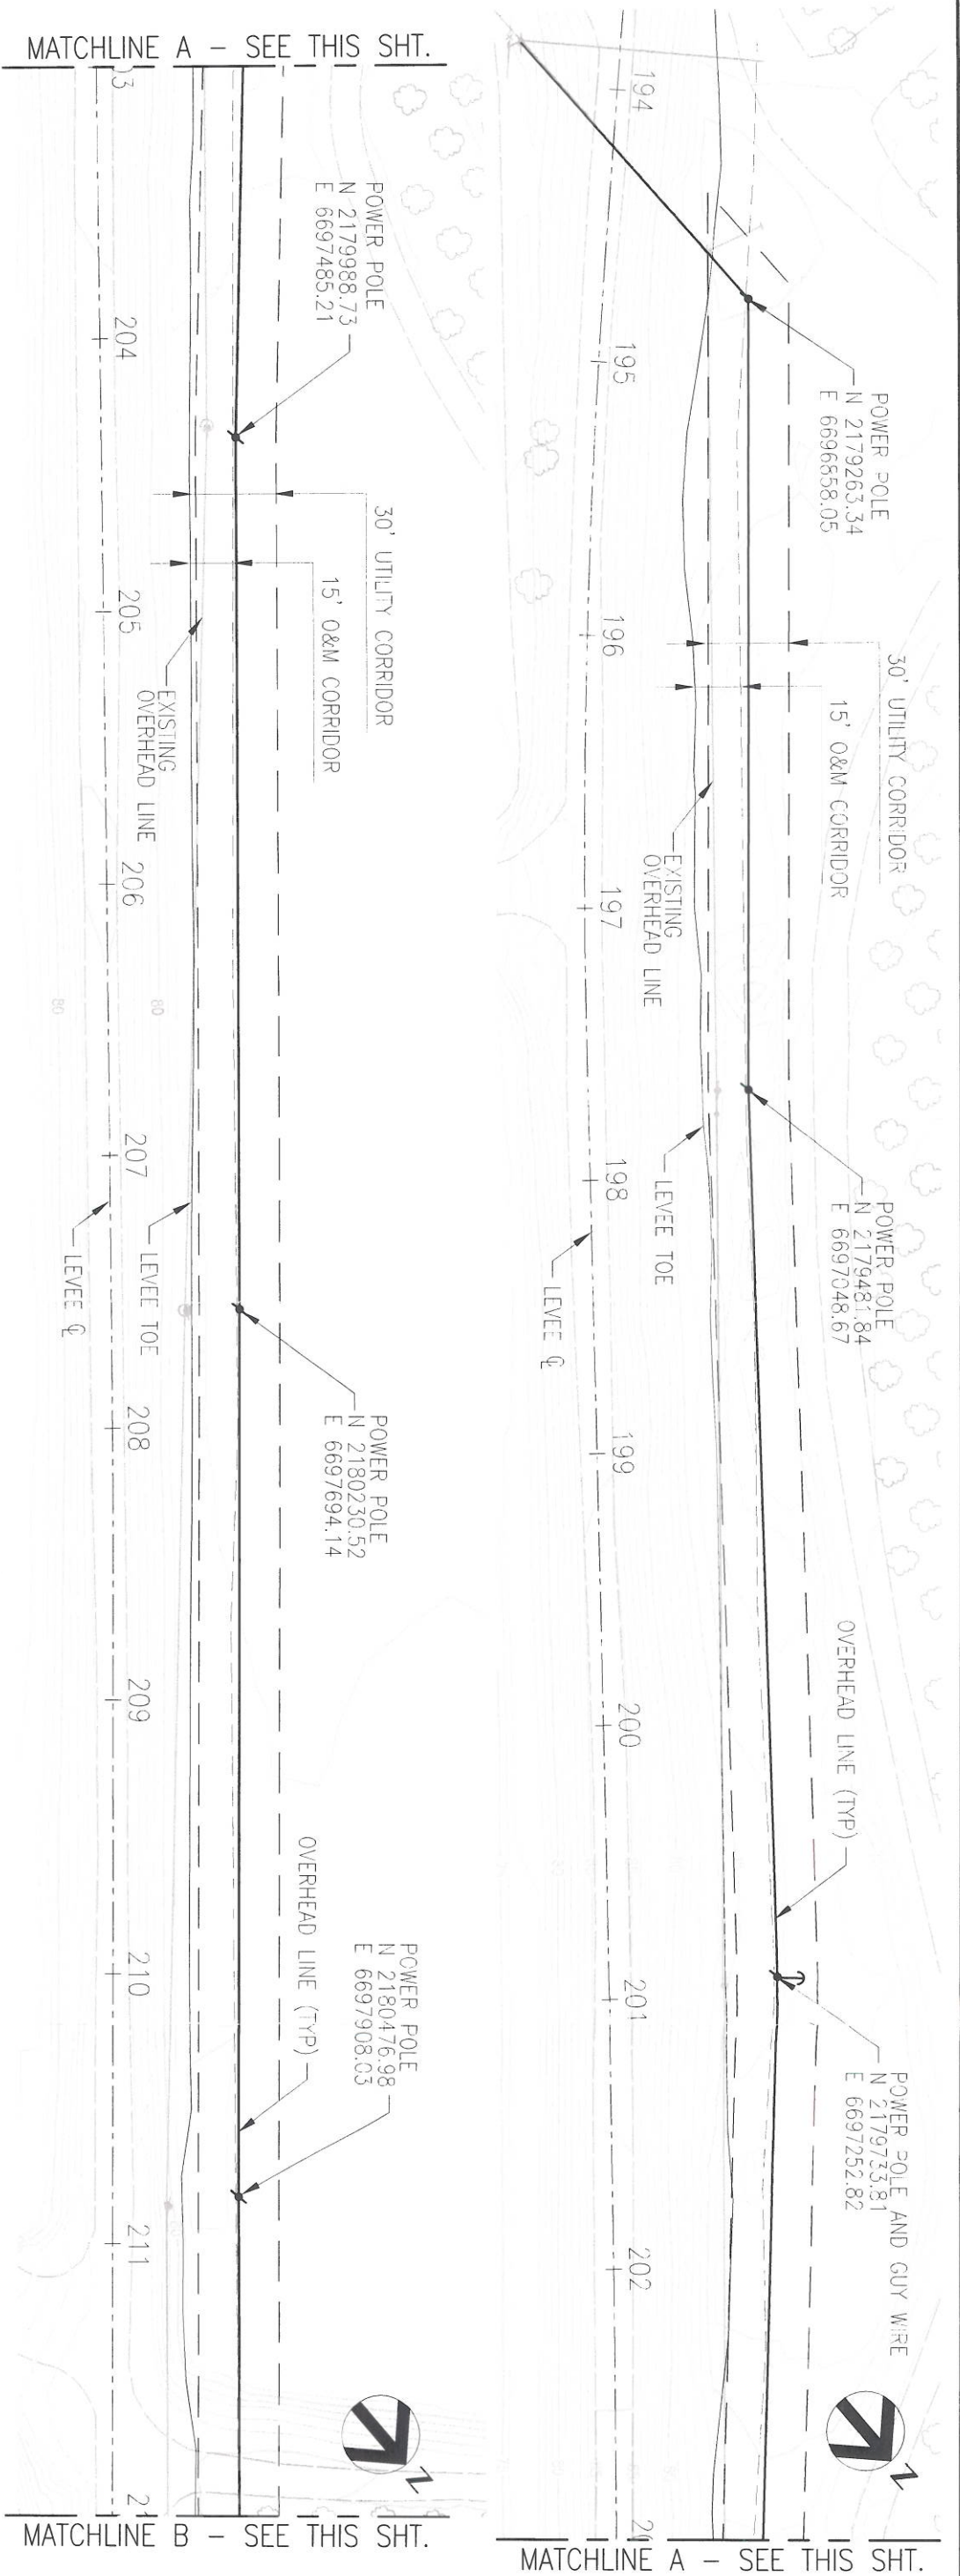 194
195
196
197
198
199
200
201
202
POWER POLE
N 2179263.34
E 6696858.05
30' UTILITY CORRIDOR
15' O&M CORRIDOR
EXISTING
OVERHEAD LINE
POWER POLE
N 2179481.84
E 6697048.67
LEVEE TOE
LEVEE ℄
OVERHEAD LINE (TYP)
POWER POLE AND GUY WIRE
N 2179733.81
E 6697252.82
N
MATCHLINE A - SEE THIS SHT.
MATCHLINE A - SEE THIS SHT.
204
205
206
207
208
209
210
211
POWER POLE
N 2179988.73
E 6697485.21
30' UTILITY CORRIDOR
15' O&M CORRIDOR
EXISTING
OVERHEAD LINE
80
80
LEVEE TOE
LEVEE ℄
POWER POLE
N 2180230.52
E 6697694.14
OVERHEAD LINE (TYP)
POWER POLE
N 2180476.98
E 6697908.03
N
MATCHLINE B - SEE THIS SHT.